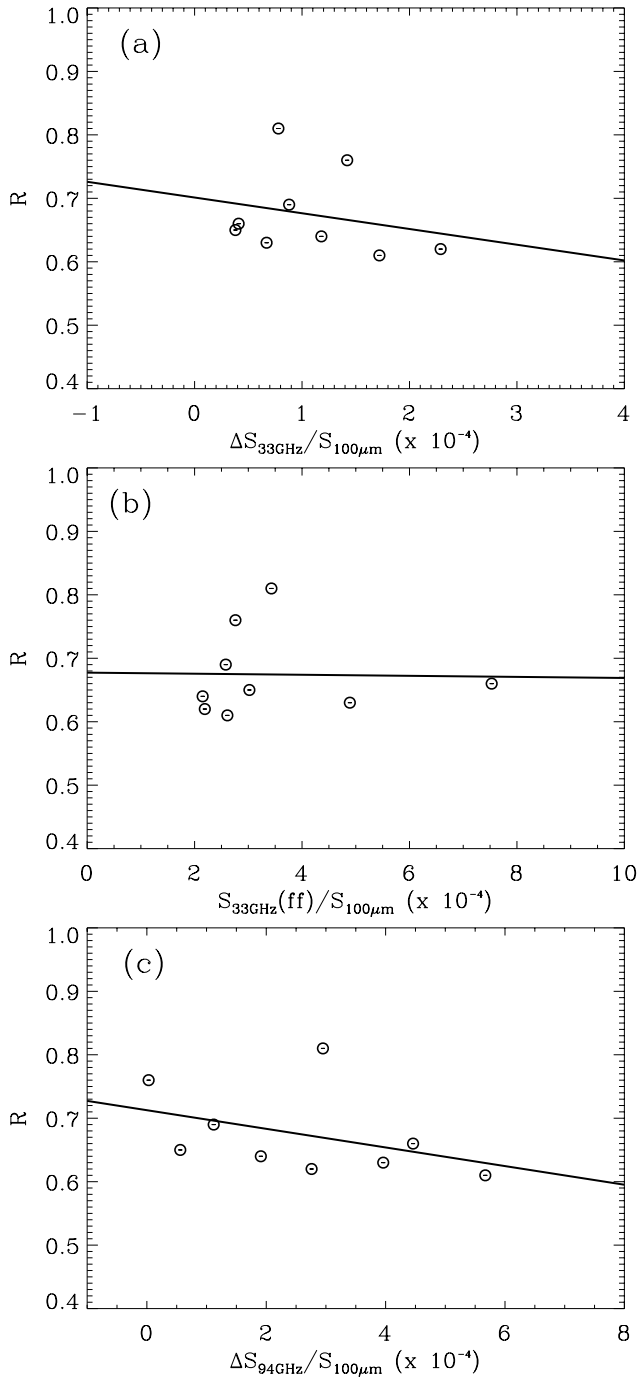 (a)
1.0
0.9
0.8
0.7
0.6
0.5
0.4
R
−1 0 1 2 3 4
ΔS33GHz/S100μm (x 10⁻⁴)
(b)
1.0
0.9
0.8
0.7
0.6
0.5
0.4
R
0 2 4 6 8 10
S33GHz(ff)/S100μm (x 10⁻⁴)
(c)
1.0
0.9
0.8
0.7
0.6
0.5
0.4
R
0 2 4 6 8
ΔS94GHz/S100μm (x 10⁻⁴)